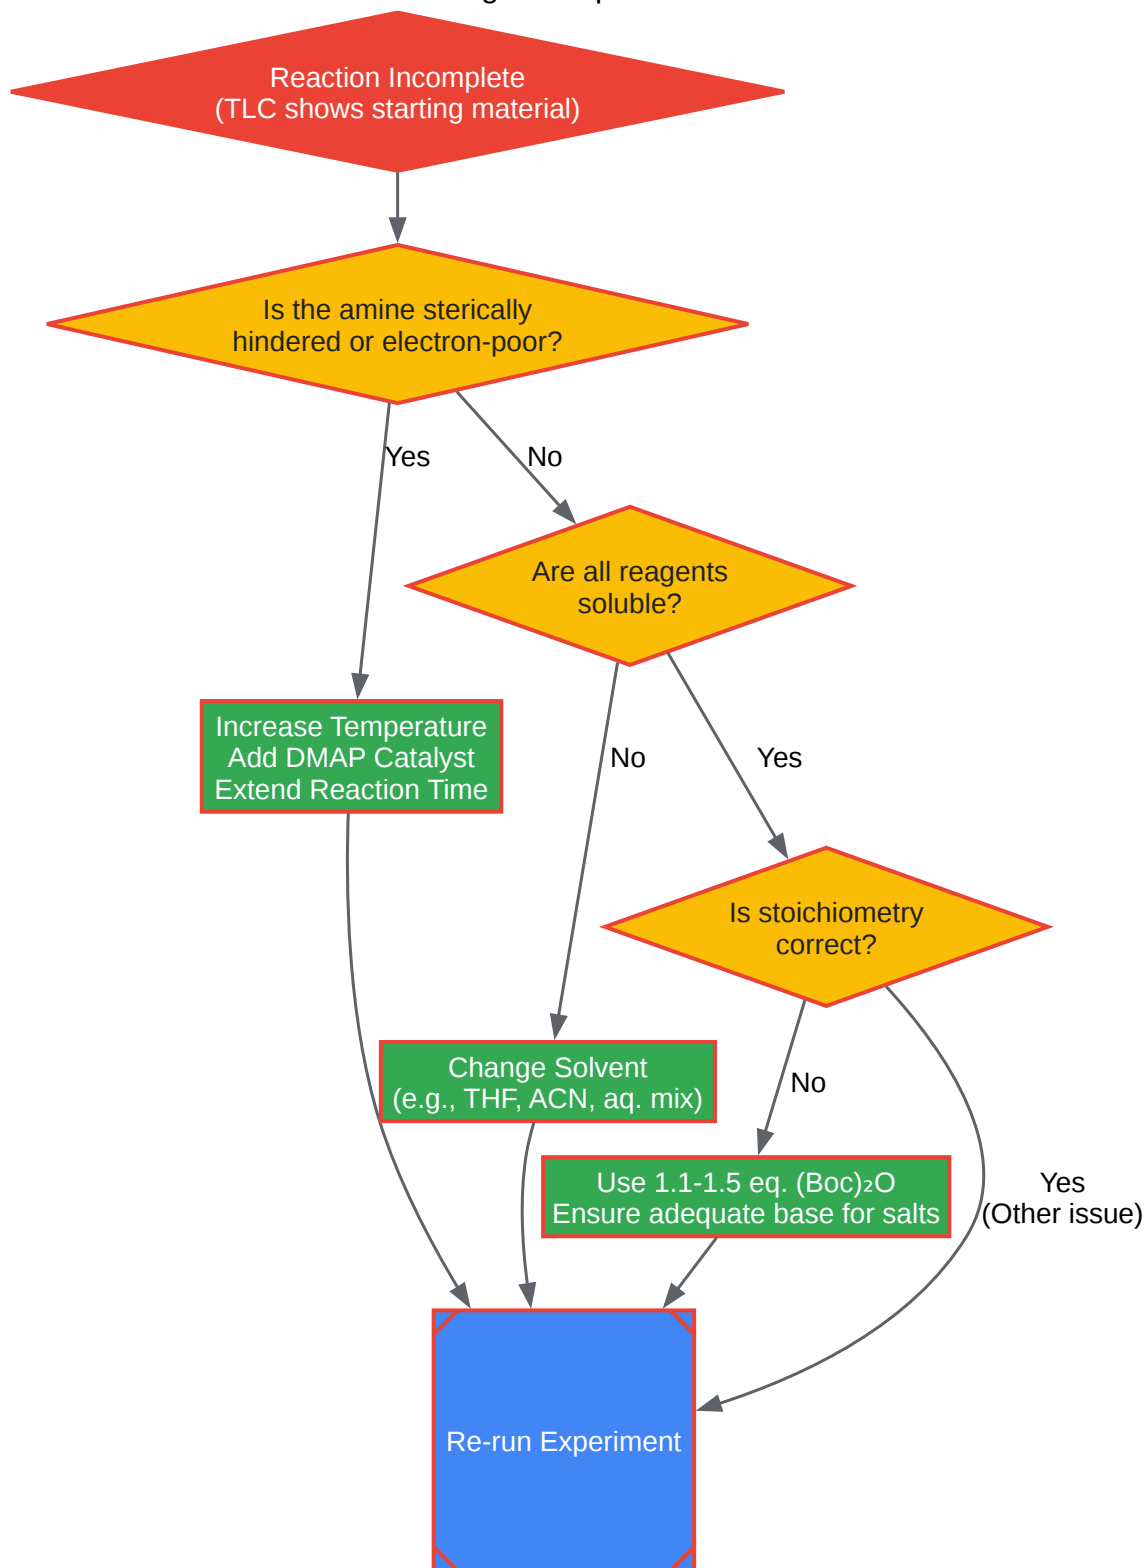 Reaction Incomplete
(TLC shows starting material)
Is the amine sterically
hindered or electron-poor?
Yes
No
Are all reagents
soluble?
Increase Temperature
Add DMAP Catalyst
Extend Reaction Time
No
Yes
Is stoichiometry
correct?
Change Solvent
(e.g., THF, ACN, aq. mix)
No
Use 1.1-1.5 eq. (Boc)₂O
Ensure adequate base for salts
Yes
(Other issue)
Re-run Experiment